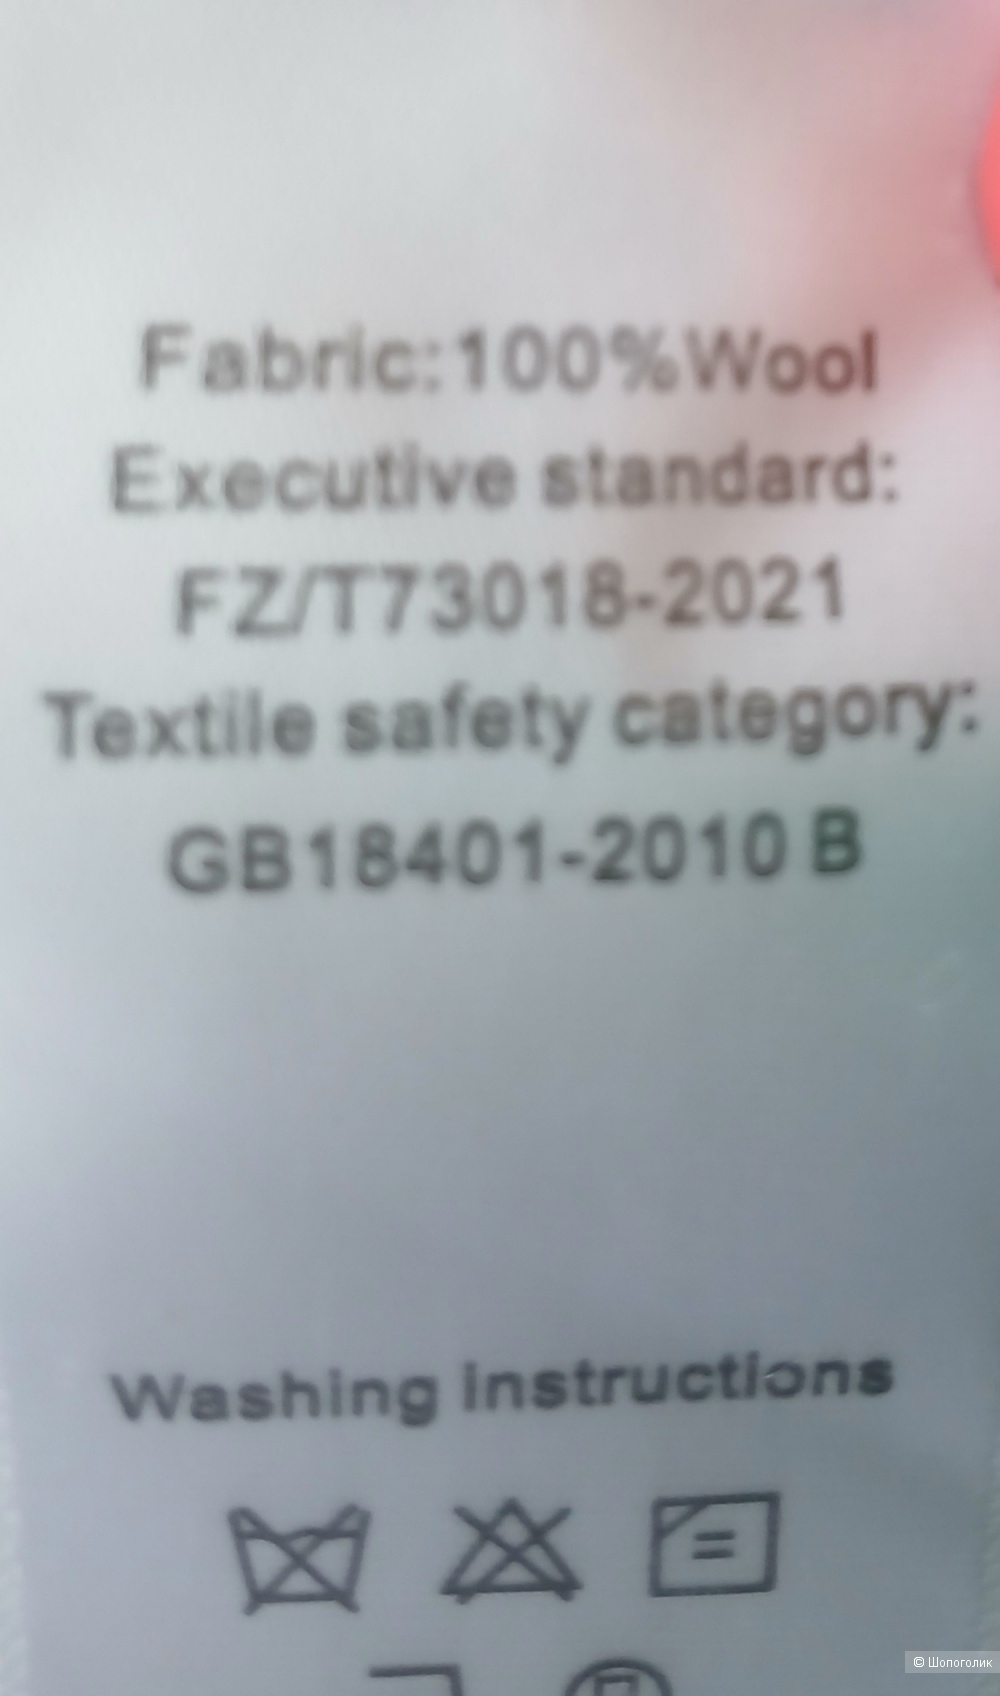 Fabric:100%Wool
Executive standard:
FZ/T73018-2021
Textile safety category:
GB18401-2010 B
Washing instructions
© Шопоголик